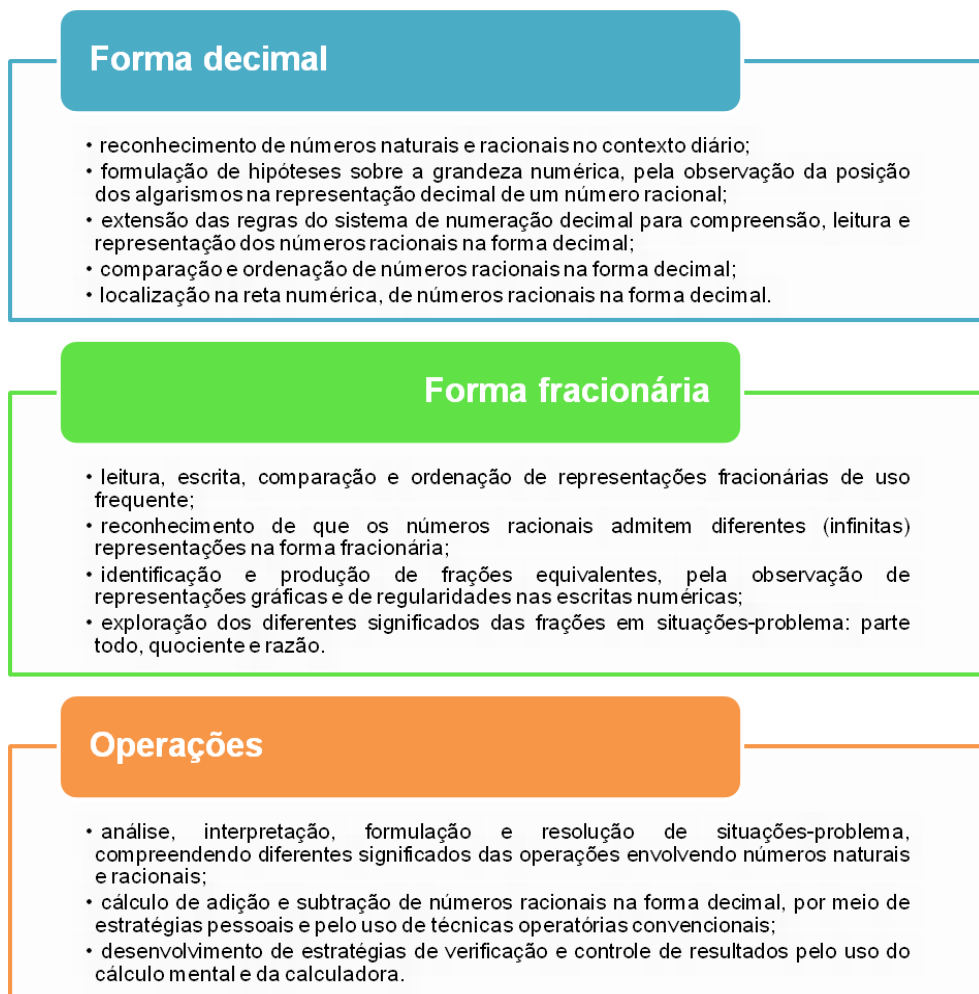 Forma decimal
• reconhecimento de números naturais e racionais no contexto diário;
• formulação de hipóteses sobre a grandeza numérica, pela observação da posição
dos algarismos na representação decimal de um número racional;
• extensão das regras do sistema de numeração decimal para compreensão, leitura e
representação dos números racionais na forma decimal;
• comparação e ordenação de números racionais na forma decimal;
• localização na reta numérica, de números racionais na forma decimal.
Forma fracionária
• leitura, escrita, comparação e ordenação de representações fracionárias de uso
frequente;
• reconhecimento de que os números racionais admitem diferentes (infinitas)
representações na forma fracionária;
• identificação e produção de frações equivalentes, pela observação de
representações gráficas e de regularidades nas escritas numéricas;
• exploração dos diferentes significados das frações em situações-problema: parte
todo, quociente e razão.
Operações
• análise, interpretação, formulação e resolução de situações-problema,
compreendendo diferentes significados das operações envolvendo números naturais
e racionais;
• cálculo de adição e subtração de números racionais na forma decimal, por meio de
estratégias pessoais e pelo uso de técnicas operatórias convencionais;
• desenvolvimento de estratégias de verificação e controle de resultados pelo uso do
cálculo mental e da calculadora.